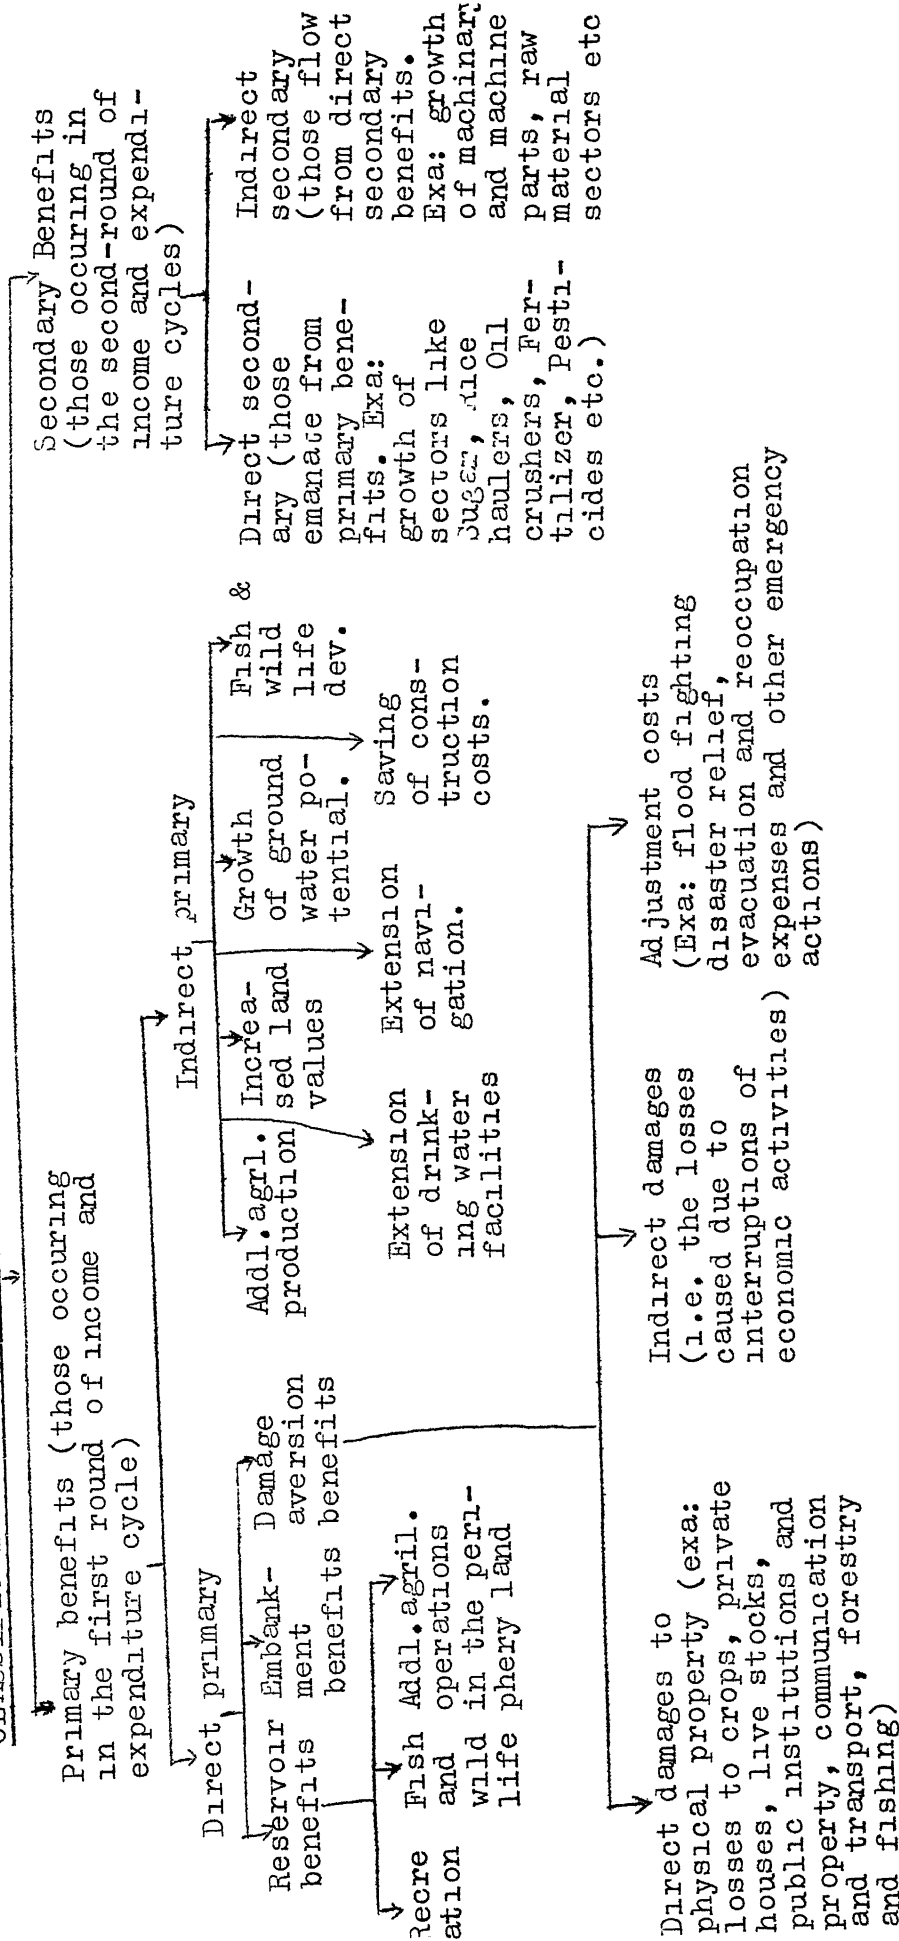 Primary benefits (those occuring
in the first round of income and
expenditure cycle)
Secondary Benefits
(those occuring in
the second-round of
income and expendi-
ture cycles)
Direct primary
Indirect primary
Reservoir
benefits
Embank-
ment
benefits
Damage
aversion
benefits
Addl.agrl.
production
Increa-
sed land
values
Growth
of ground
water po-
tential.
Fish &
wild
life
dev.
Direct second-
ary (those
emanate from
primary bene-
fits. Exa:
growth of
sectors like
Sugar, rice
haulers, Oil
crushers, Fer-
tilizer, Pesti-
cides etc.)
Indirect
secondary
(those flow
from direct
secondary
benefits.
Exa: growth
of machinary
and machine
parts, raw
material
sectors etc
Recre
ation
Fish
and
wild
life
Addl.agril.
operations
in the peri-
phery land
Extension
of drink-
ing water
facilities
Extension
of navi-
gation.
Saving
of cons-
truction
costs.
Direct damages to
physical property (exa:
losses to crops, private
houses, live stocks,
public institutions and
property, communication
and transport, forestry
and fishing)
Indirect damages
(i.e. the losses
caused due to
interruptions of
economic activities)
Adjustment costs
(Exa: flood fighting
disaster relief,
evacuation and reoccupation
expenses and other emergency
actions)